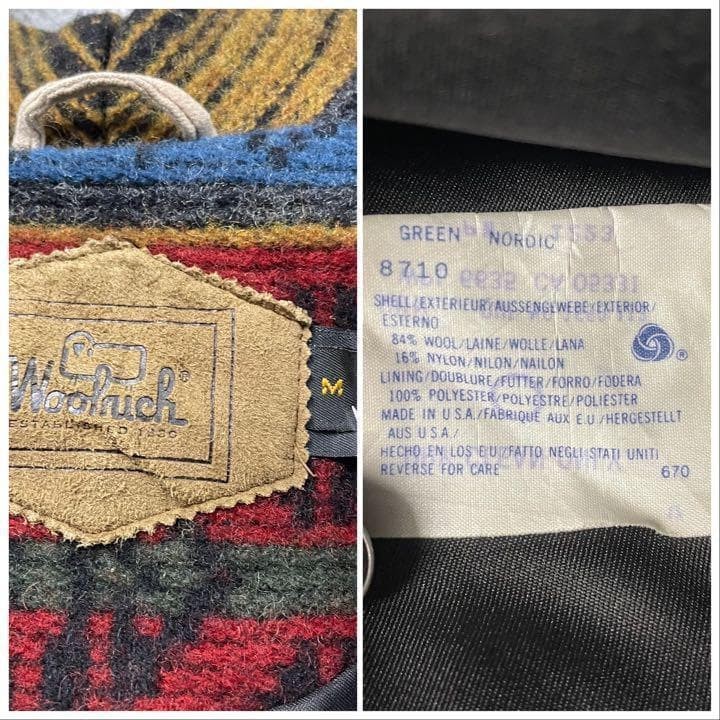 Woolrich
®
ESTABLISHED 1830
M
GREEN NORDIC
8710
SHELL/EXTERIEUR/AUSSENGEWEBE/EXTERIOR/
ESTERNO
84% WOOL/LAINE/WOLLE/LANA
16% NYLON/NILON/NAILON
®
LINING/DOUBLURE/FUTTER/FORRO/FODERA
100% POLYESTER/POLYESTRE/POLIESTER
MADE IN U.S.A./FABRIQUE AUX E.U./HERGESTELLT
AUS U.S.A./
HECHO EN LOS E.U./FATTO NEGLI STATI UNITI
REVERSE FOR CARE
670